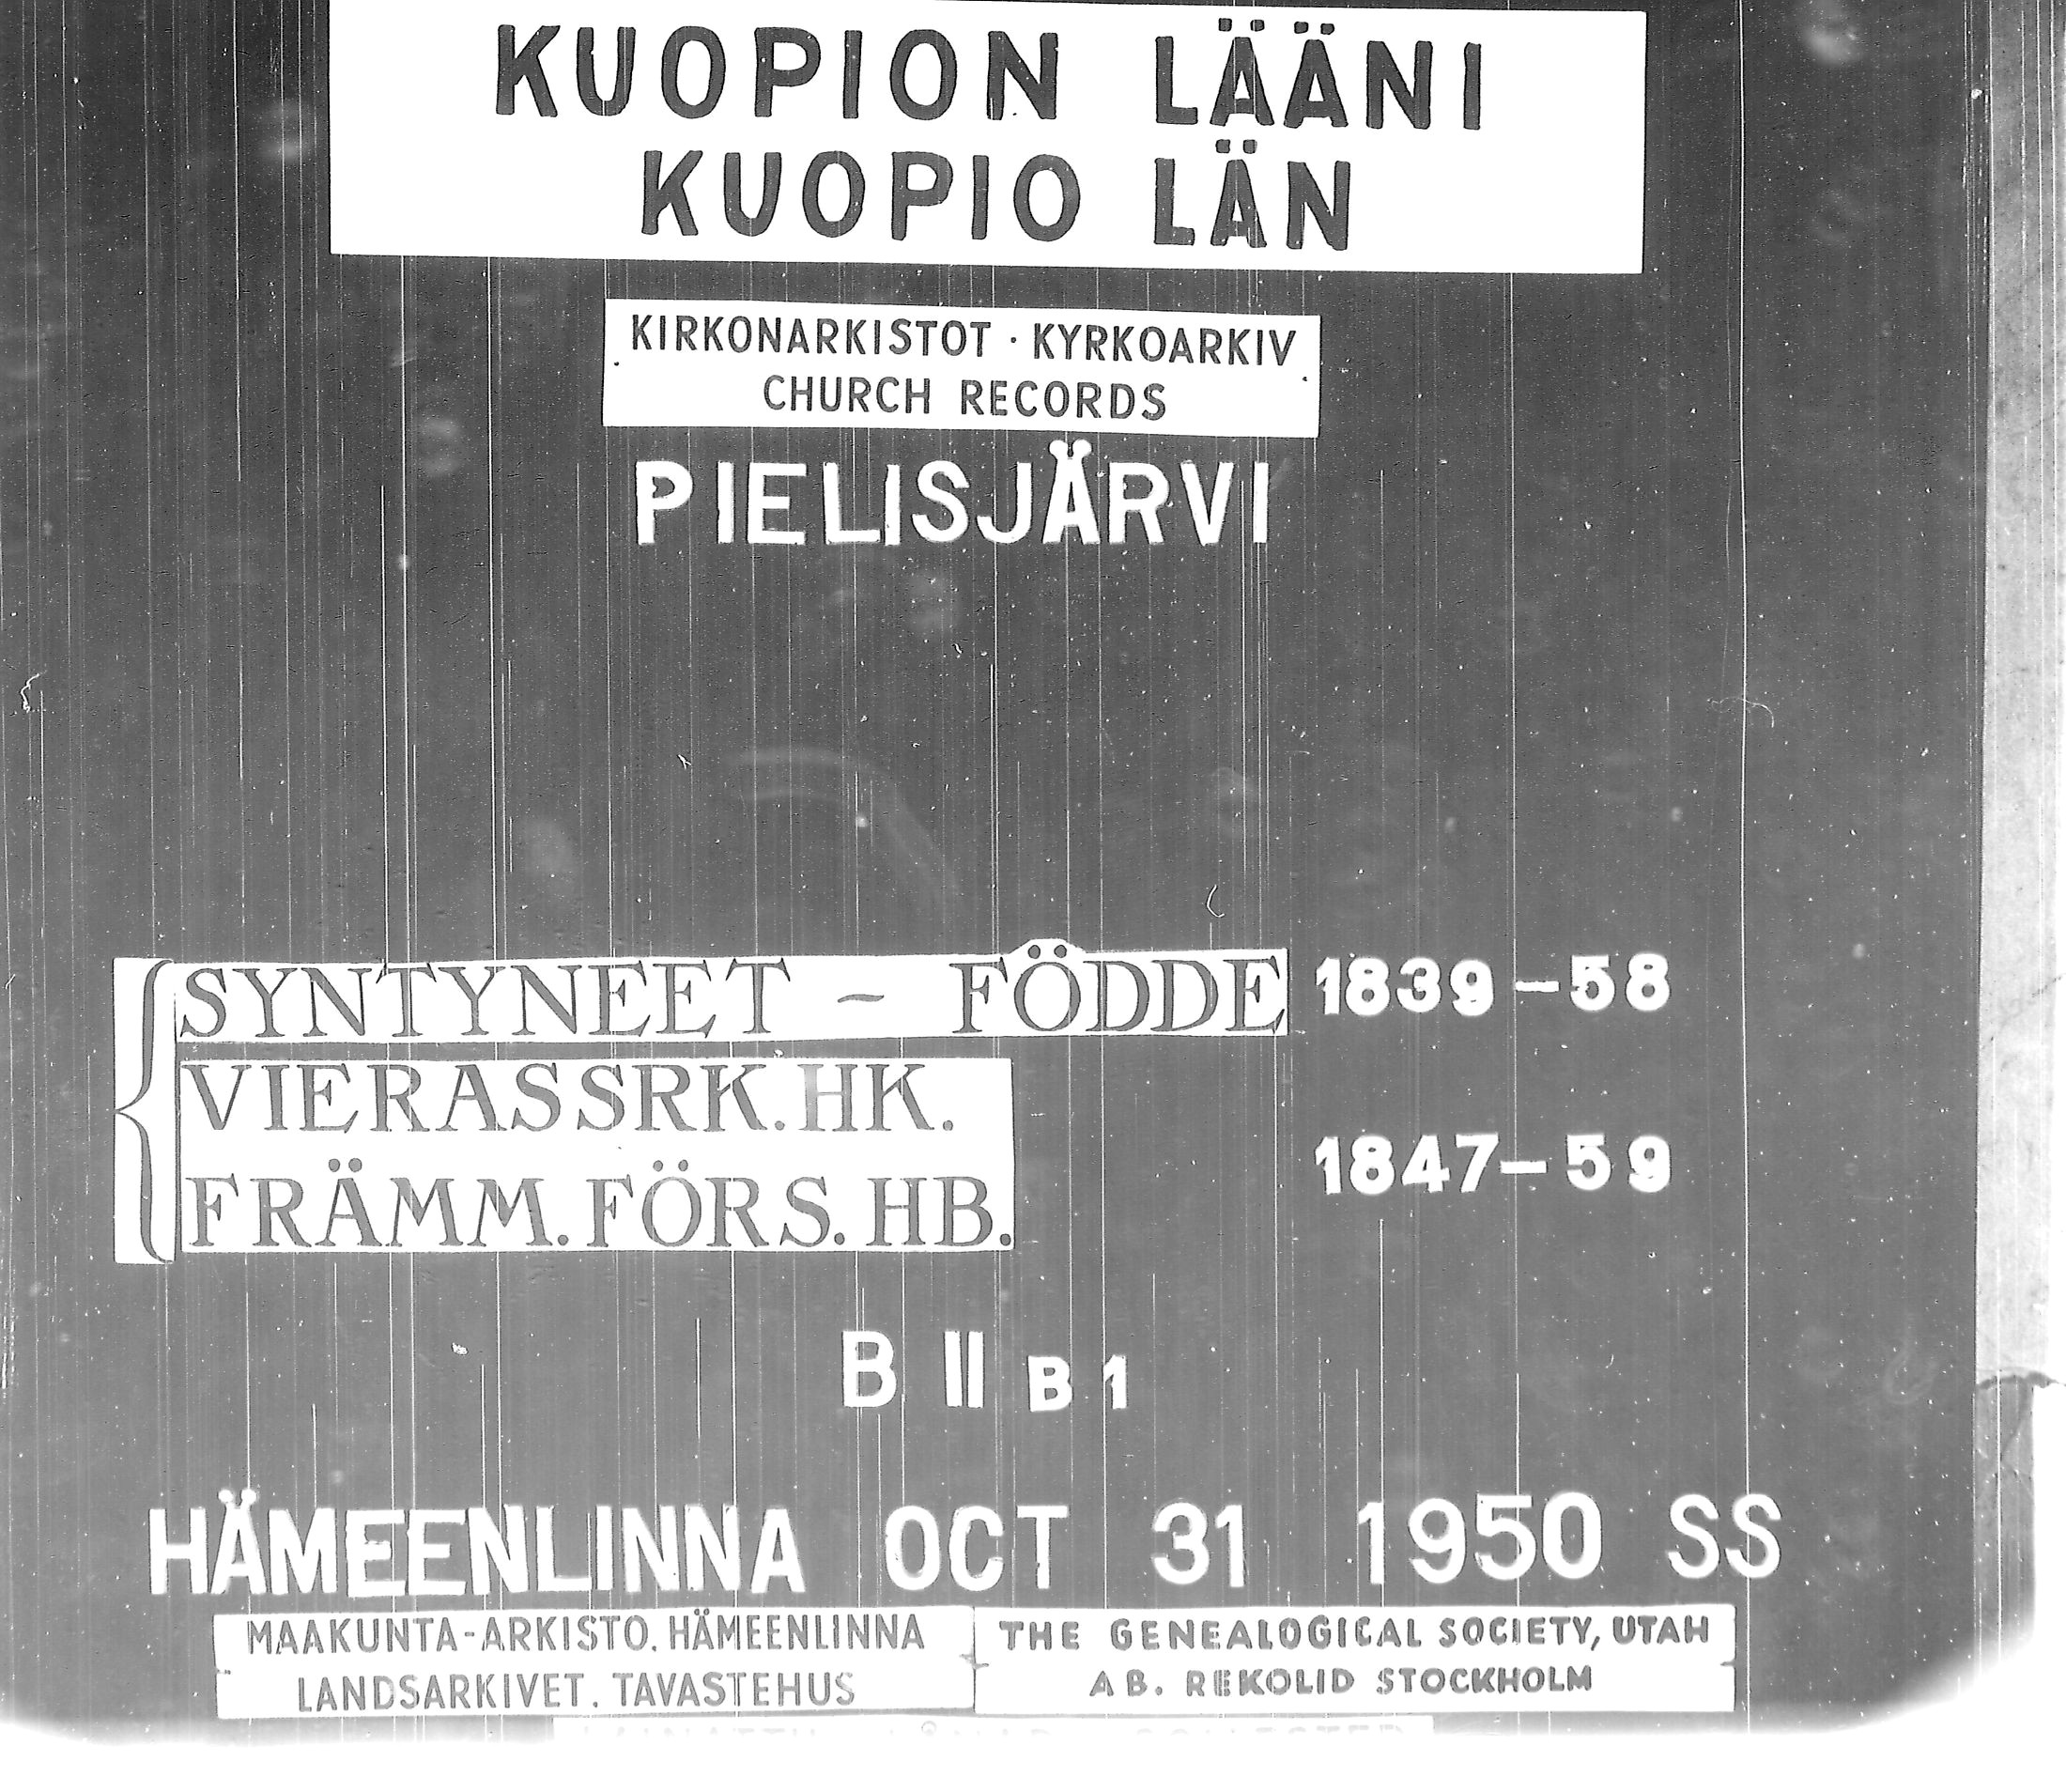 KUOPION LÄÄNI
KUOPIO LÄN
KIRKONARKISTOT · KYRKOARKIV
CHURCH RECORDS
PIELISJÄRVI
SYNTYNEET – FÖDDE 1839–58
VIERASSRK. HK.
FRÄMM. FÖRS. HB.
1847–59
B II B 1
HÄMEENLINNA OCT 31 1950 SS
MAAKUNTA-ARKISTO. HÄMEENLINNA
LANDSARKIVET. TAVASTEHUS
THE GENEALOGICAL SOCIETY, UTAH
AB. REKOLID STOCKHOLM